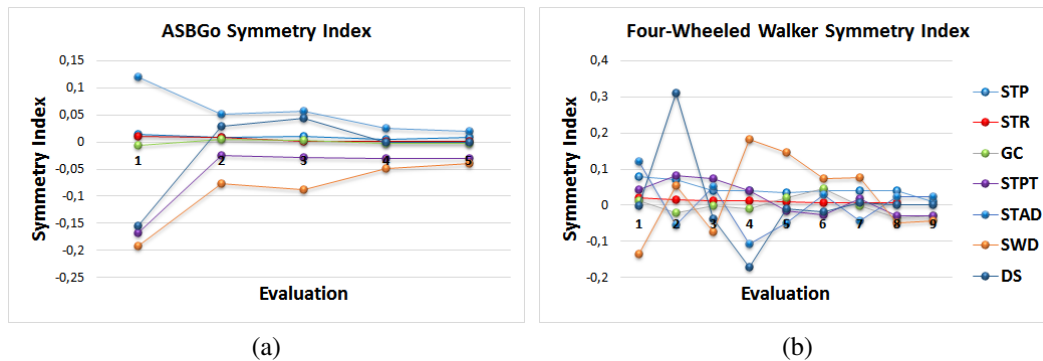 ASBGo Symmetry Index
0,15
0,1
0,05
0
-0,05
-0,1
-0,15
-0,2
-0,25
Symmetry Index
1 2 3 4 5
Evaluation
(a)
Four-Wheeled Walker Symmetry Index
0,4
0,3
0,2
0,1
0
-0,1
-0,2
Symmetry Index
1 2 3 4 5 6 7 8 9
Evaluation
STP
STR
GC
STPT
STAD
SWD
DS
(b)